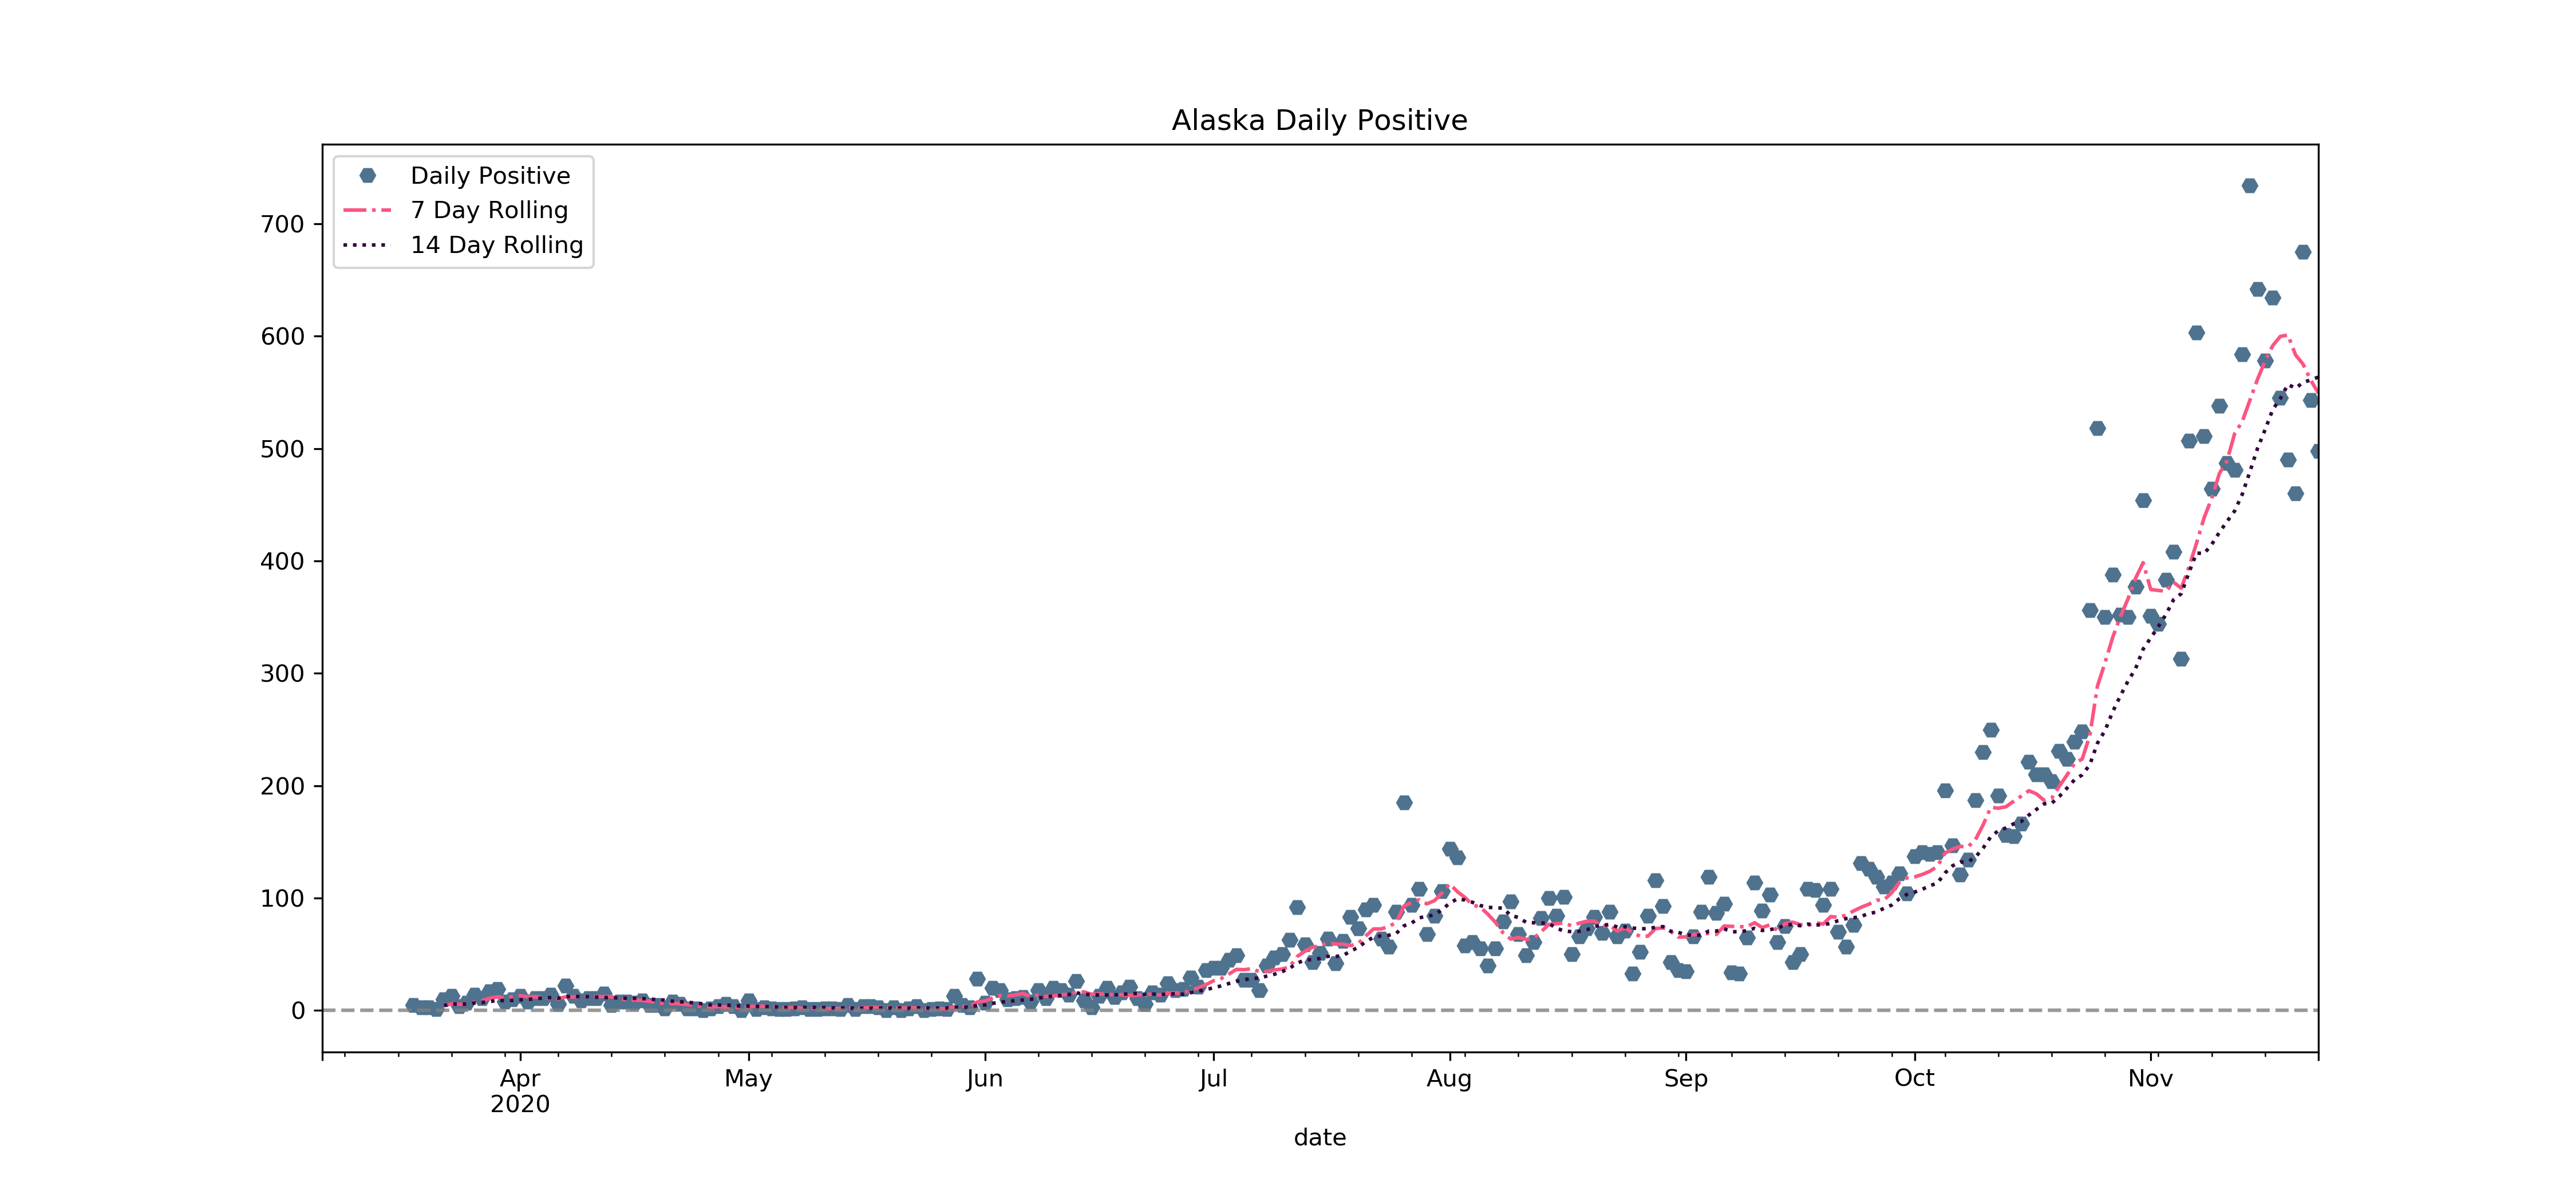 Alaska Daily Positive
Daily Positive
7 Day Rolling
14 Day Rolling
700
600
500
400
300
200
100
0
Apr May Jun Jul Aug Sep Oct Nov
2020
date